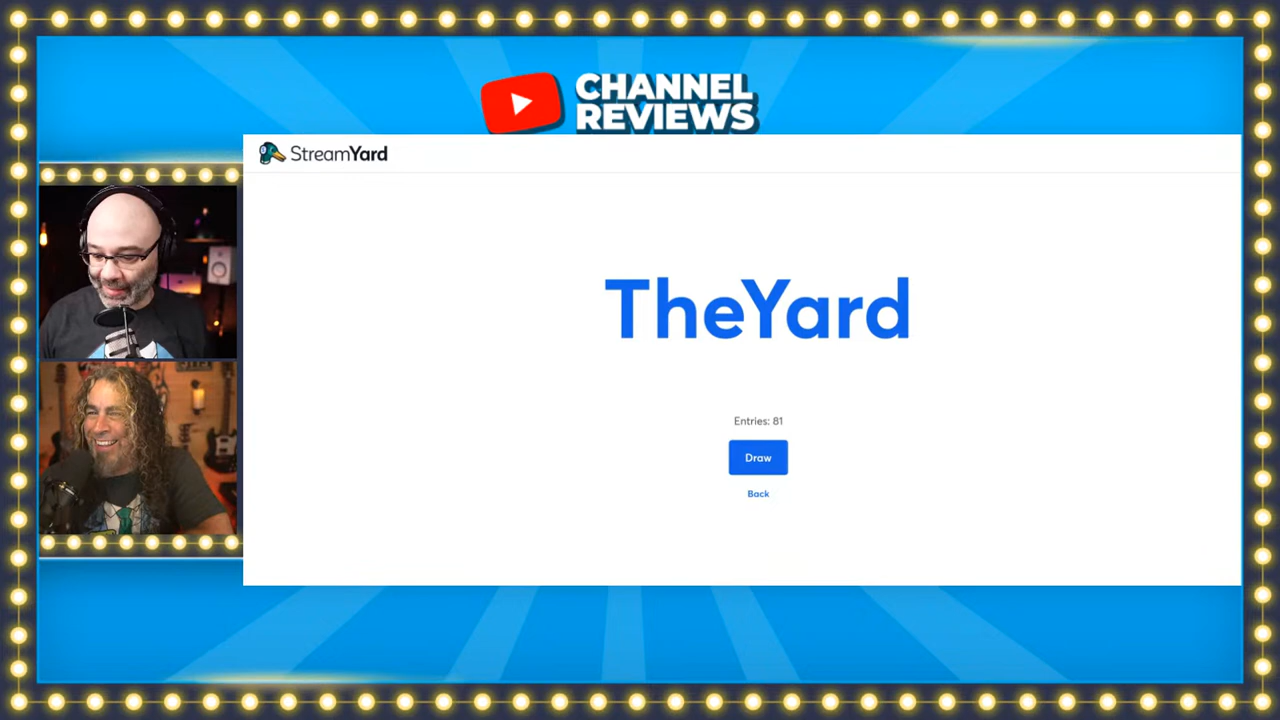 CHANNEL
REVIEWS
StreamYard
TheYard
Entries: 81
Draw
Back